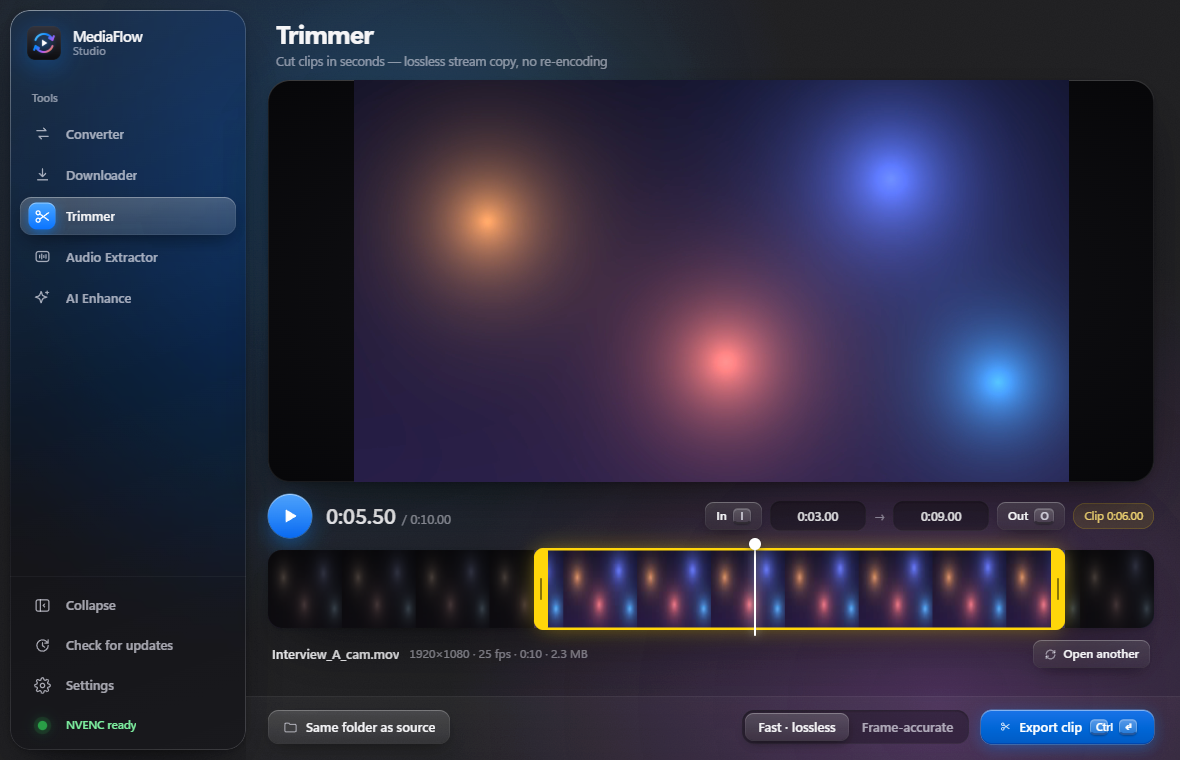 MediaFlow
Studio
Tools
Converter
Downloader
Trimmer
Audio Extractor
AI Enhance
Collapse
Check for updates
Settings
NVENC ready
Trimmer
Cut clips in seconds — lossless stream copy, no re-encoding
0:05.50 / 0:10.00
In I 0:03.00 → 0:09.00 Out O Clip 0:06.00
Interview_A_cam.mov 1920×1080 · 25 fps · 0:10 · 2.3 MB
Open another
Same folder as source
Fast · lossless Frame-accurate
Export clip Ctrl ⏎